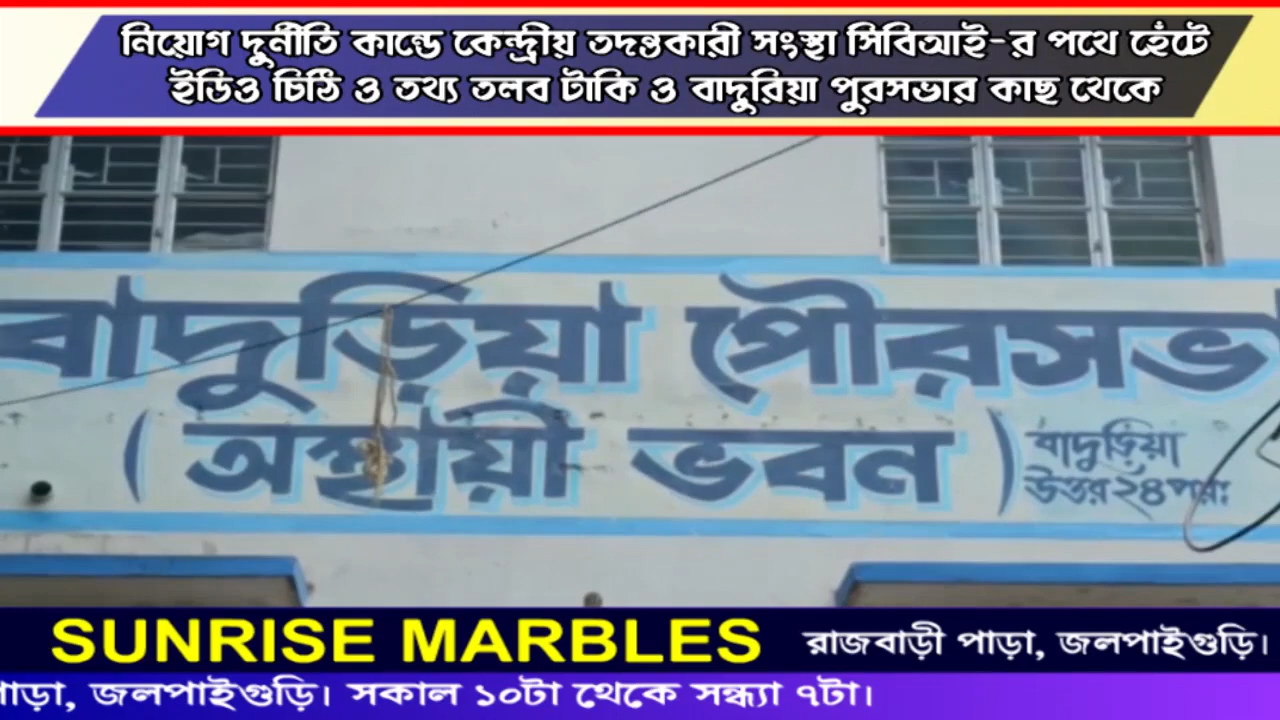 নিয়োগ দুর্নীতি কান্ডে কেন্দ্রীয় তদন্তকারী সংস্থা সিবিআই-র পথে হেঁটে
ইডিও চিঠি ও তথ্য তলব টাকি ও বাদুরিয়া পুরসভার কাছ থেকে
বাদুড়িয়া পৌরসভা
(অস্থায়ী ভবন)
বাদুড়িয়া
উত্তর ২৪ পরঃ
SUNRISE MARBLES রাজবাড়ী পাড়া, জলপাইগুড়ি।
পাড়া, জলপাইগুড়ি। সকাল ১০টা থেকে সন্ধ্যা ৭টা।